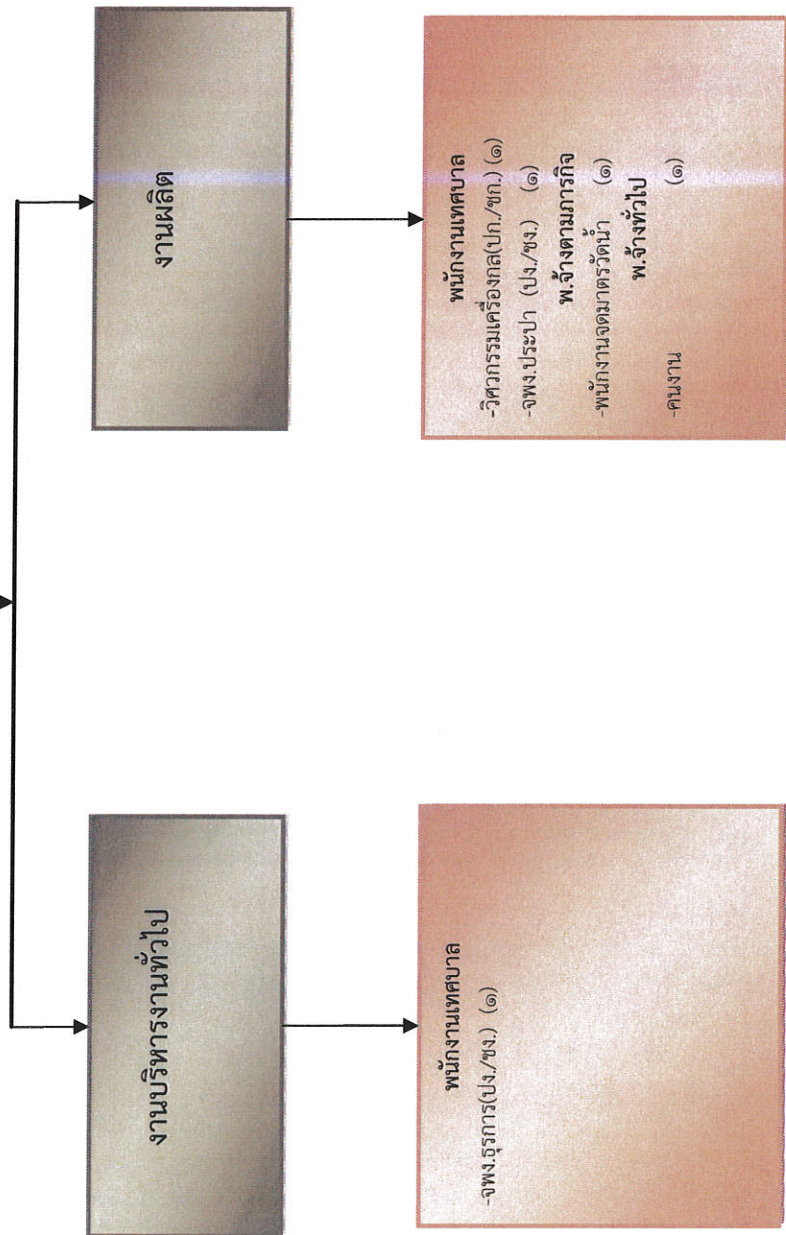 งานบริหารงานทั่วไป
พนักงานเทศบาล
-จพง.ธุรการ(ปง./ชง.) (๑)
งานผลิต
พนักงานเทศบาล
-วิศวกรรมเครื่องกล(ปก./ชก.) (๑)
-จพง.ประปา (ปง./ชง.) (๑)
พ.จ้างตามภารกิจ
-พนักงานจดมาตรวัดน้ำ (๑)
พ.จ้างทั่วไป
-คนงาน (๑)